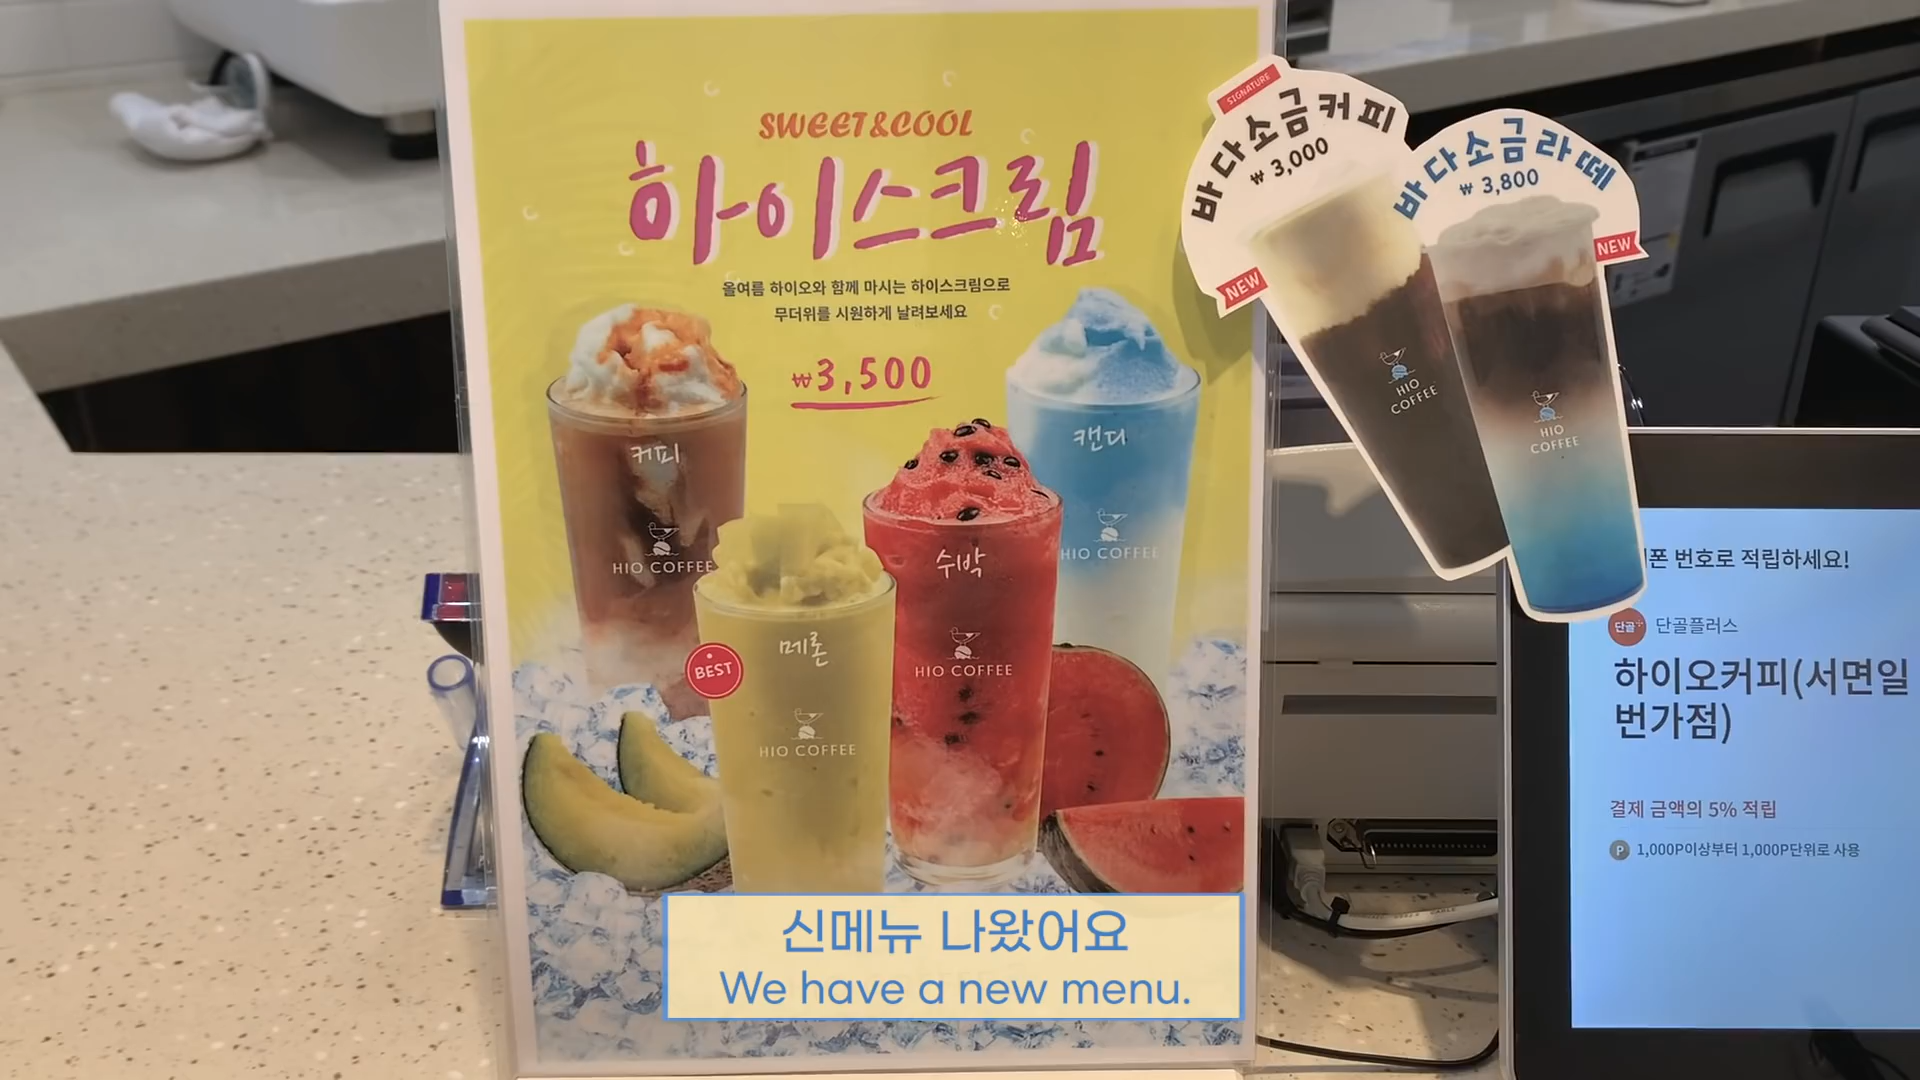 SWEET&COOL
하이스크림
올여름 하이오와 함께 마시는 하이스크림으로
무더위를 시원하게 날려보세요
₩3,500
커피
HIO COFFEE
캔디
HIO COFFEE
수박
HIO COFFEE
메론
BEST
HIO COFFEE
SIGNATURE
바다소금커피
₩ 3,000
NEW
HIO
COFFEE
바다소금라떼
₩ 3,800
NEW
HIO
COFFEE
폰 번호로 적립하세요!
단골+ 단골플러스
하이오커피(서면일
번가점)
결제 금액의 5% 적립
P 1,000P이상부터 1,000P단위로 사용
신메뉴 나왔어요
We have a new menu.